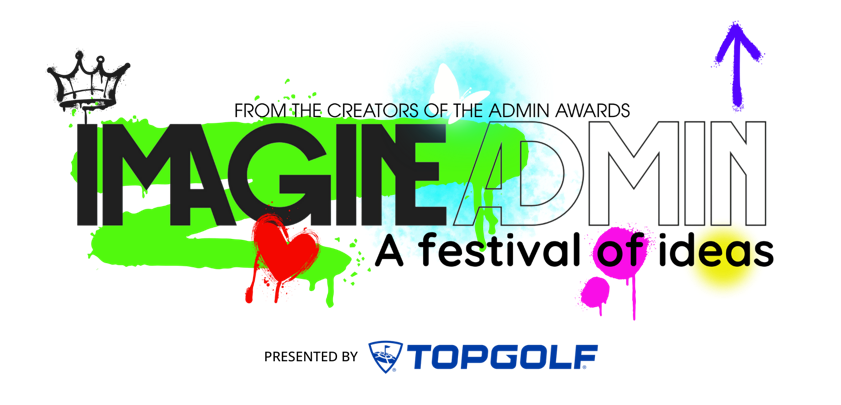 FROM THE CREATORS OF THE ADMIN AWARDS
IMAGINE ADMIN
A festival of ideas
PRESENTED BY TOPGOLF